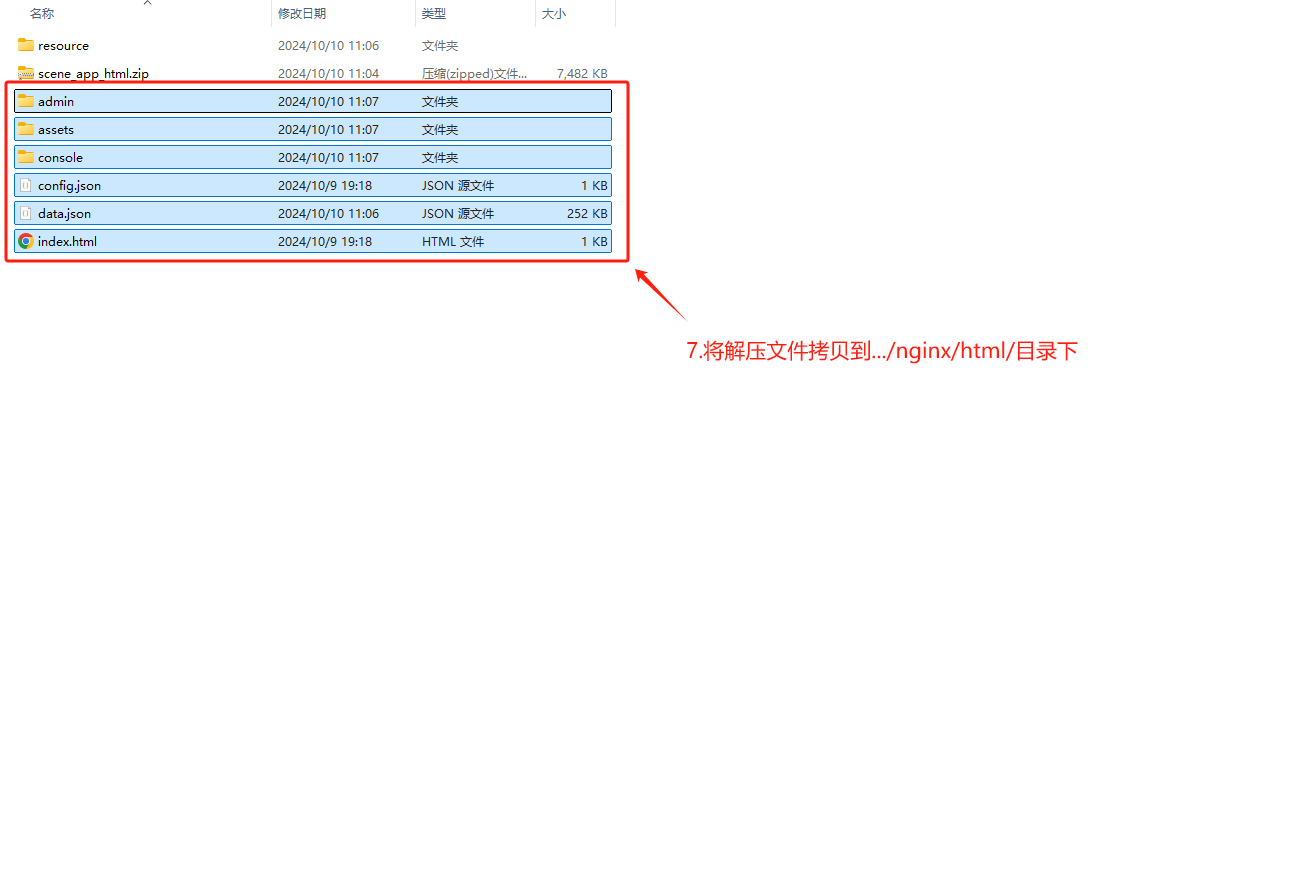 名称 修改日期 类型 大小
resource 2024/10/10 11:06 文件夹
scene_app_html.zip 2024/10/10 11:04 压缩(zipped)文件... 7,482 KB
admin 2024/10/10 11:07 文件夹
assets 2024/10/10 11:07 文件夹
console 2024/10/10 11:07 文件夹
config.json 2024/10/9 19:18 JSON 源文件 1 KB
data.json 2024/10/10 11:06 JSON 源文件 252 KB
index.html 2024/10/9 19:18 HTML 文件 1 KB
7.将解压文件拷贝到.../nginx/html/目录下